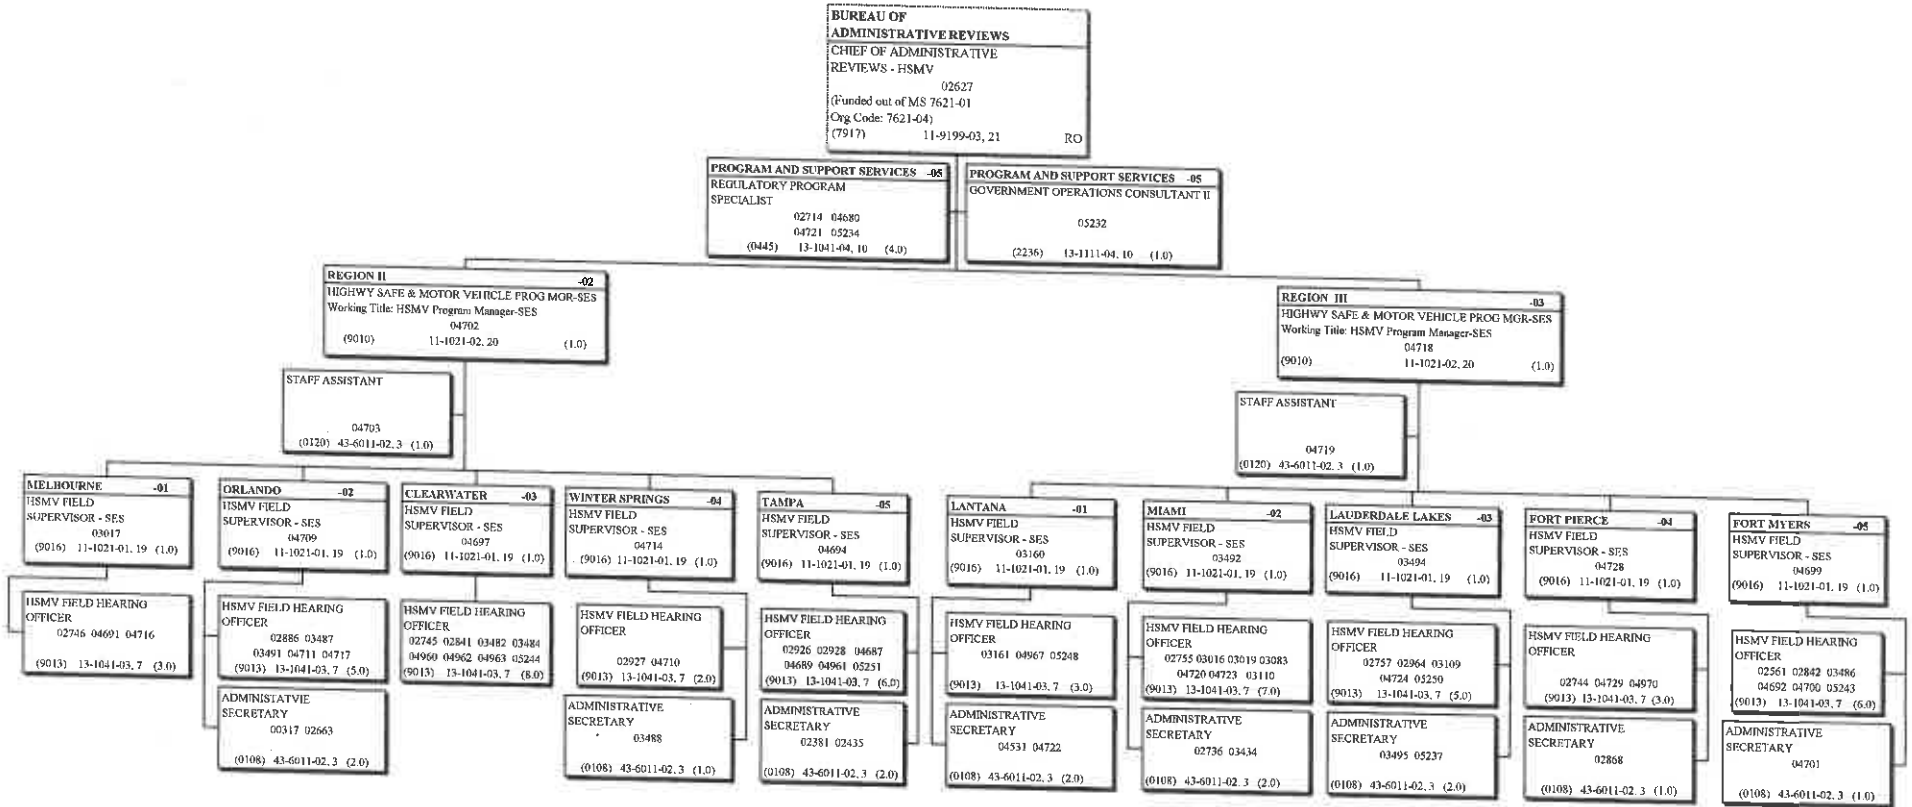 BUREAU OF
ADMINISTRATIVE REVIEWS
CHIEF OF ADMINISTRATIVE
REVIEWS - HSMV
02627
(Funded out of MS 7621-01
Org Code: 7621-04)
(7917) 11-9199-03, 21 RO
PROGRAM AND SUPPORT SERVICES -05
REGULATORY PROGRAM
SPECIALIST
02714 04680
04721 05234
(0445) 13-1041-04, 10 (4.0)
PROGRAM AND SUPPORT SERVICES -05
GOVERNMENT OPERATIONS CONSULTANT II
05232
(2236) 13-1111-04, 10 (1.0)
REGION II -02
HIGHWY SAFE & MOTOR VEHICLE PROG MGR-SES
Working Title: HSMV Program Manager-SES
04702
(9010) 11-1021-02, 20 (1.0)
REGION III -03
HIGHWY SAFE & MOTOR VEHICLE PROG MGR-SES
Working Title: HSMV Program Manager-SES
04718
(9010) 11-1021-02, 20 (1.0)
STAFF ASSISTANT
04703
(0120) 43-6011-02, 3 (1.0)
STAFF ASSISTANT
04719
(0120) 43-6011-02, 3 (1.0)
MELBOURNE -01
HSMV FIELD
SUPERVISOR - SES
03017
(9016) 11-1021-01, 19 (1.0)
HSMV FIELD HEARING
OFFICER
02746 04691 04716
(9013) 13-1041-03, 7 (3.0)
ORLANDO -02
HSMV FIELD
SUPERVISOR - SES
04709
(9016) 11-1021-01, 19 (1.0)
HSMV FIELD HEARING
OFFICER
02886 03487
03491 04711 04717
(9013) 13-1041-03, 7 (5.0)
ADMINISTATVIE
SECRETARY
00317 02663
(0108) 43-6011-02, 3 (2.0)
CLEARWATER -03
HSMV FIELD
SUPERVISOR - SES
04697
(9016) 11-1021-01, 19 (1.0)
HSMV FIELD HEARING
OFFICER
02745 02841 03482 03484
04960 04962 04963 05244
(9013) 13-1041-03, 7 (8.0)
WINTER SPRINGS -04
HSMV FIELD
SUPERVISOR - SES
04714
(9016) 11-1021-01, 19 (1.0)
HSMV FIELD HEARING
OFFICER
02927 04710
(9013) 13-1041-03, 7 (2.0)
ADMINISTRATIVE
SECRETARY
03488
(0108) 43-6011-02, 3 (1.0)
TAMPA -05
HSMV FIELD
SUPERVISOR - SES
04694
(9016) 11-1021-01, 19 (1.0)
HSMV FIELD HEARING
OFFICER
02926 02928 04687
04689 04961 05251
(9013) 13-1041-03, 7 (6.0)
ADMINISTRATIVE
SECRETARY
02381 02435
(0108) 43-6011-02, 3 (2.0)
LANTANA -01
HSMV FIELD
SUPERVISOR - SES
03160
(9016) 11-1021-01, 19 (1.0)
HSMV FIELD HEARING
OFFICER
03161 04967 05248
(9013) 13-1041-03, 7 (3.0)
ADMINISTRATIVE
SECRETARY
04531 04722
(0108) 43-6011-02, 3 (2.0)
MIAMI -02
HSMV FIELD
SUPERVISOR - SES
03492
(9016) 11-1021-01, 19 (1.0)
HSMV FIELD HEARING
OFFICER
02755 03016 03019 03083
04720 04723 03110
(9013) 13-1041-03, 7 (7.0)
ADMINISTRATIVE
SECRETARY
02736 03434
(0108) 43-6011-02, 3 (2.0)
LAUDERDALE LAKES -03
HSMV FIELD
SUPERVISOR - SES
03494
(9016) 11-1021-01, 19 (1.0)
HSMV FIELD HEARING
OFFICER
02757 02964 03109
04724 05250
(9013) 13-1041-03, 7 (5.0)
ADMINISTRATIVE
SECRETARY
03495 05237
(0108) 43-6011-02, 3 (2.0)
FORT PIERCE -04
HSMV FIELD
SUPERVISOR - SES
04728
(9016) 11-1021-01, 19 (1.0)
HSMV FIELD HEARING
OFFICER
02744 04729 04970
(9013) 13-1041-03, 7 (3.0)
ADMINISTRATIVE
SECRETARY
02868
(0108) 43-6011-02, 3 (1.0)
FORT MYERS -05
HSMV FIELD
SUPERVISOR - SES
04699
(9016) 11-1021-01, 19 (1.0)
HSMV FIELD HEARING
OFFICER
02561 02842 03486
04692 04700 05243
(9013) 13-1041-03, 7 (6.0)
ADMINISTRATIVE
SECRETARY
04701
(0108) 43-6011-02, 3 (1.0)